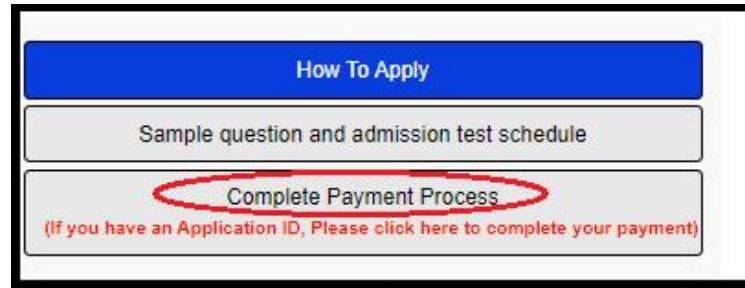 How To Apply
Sample question and admission test schedule
Complete Payment Process
(If you have an Application ID, Please click here to complete your payment)